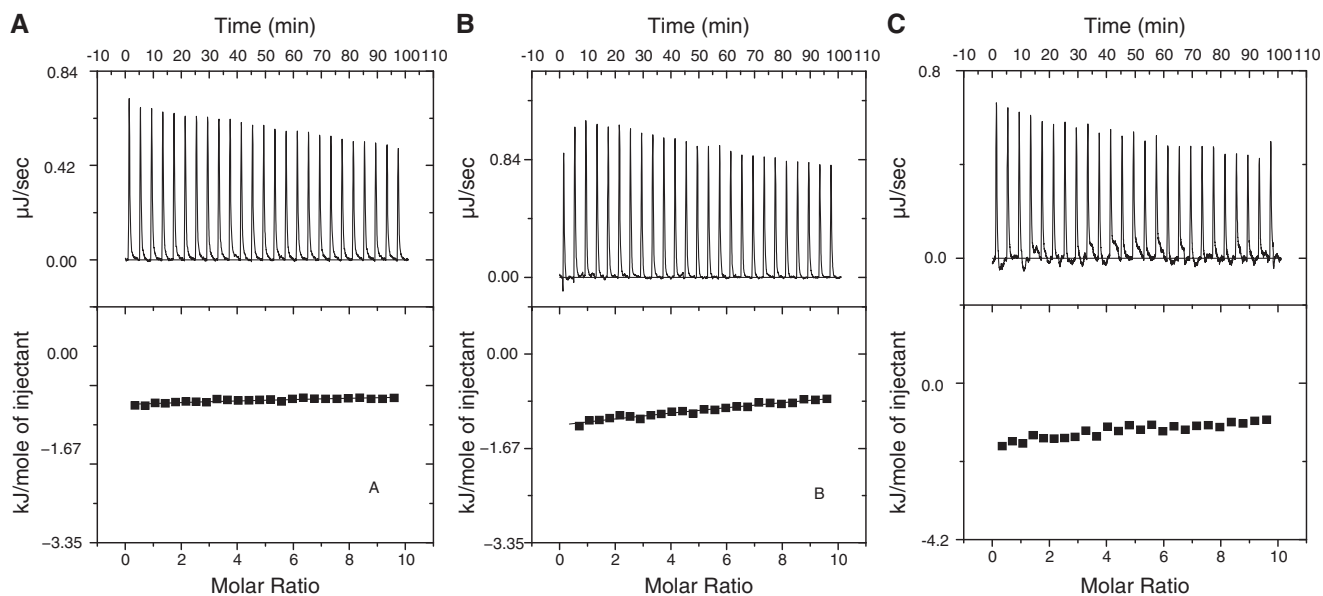 A
Time (min)
-10 0 10 20 30 40 50 60 70 80 90 100 110
0.84
0.42
0.00
µJ/sec
0.00
−1.67
−3.35
kJ/mole of injectant
A
0 2 4 6 8 10
Molar Ratio
B
Time (min)
-10 0 10 20 30 40 50 60 70 80 90 100 110
0.84
0.00
µJ/sec
0.00
−1.67
−3.35
kJ/mole of injectant
B
0 2 4 6 8 10
Molar Ratio
C
Time (min)
-10 0 10 20 30 40 50 60 70 80 90 100 110
0.8
0.0
µJ/sec
0.0
-4.2
kJ/mole of injectant
0 2 4 6 8 10
Molar Ratio